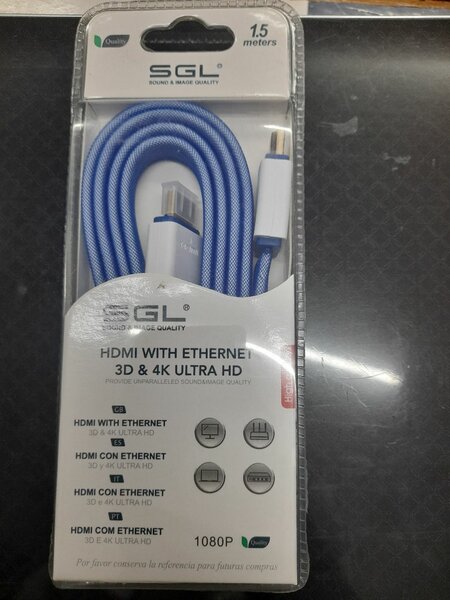 Quality
1.5
meters
SGL®
SOUND & IMAGE QUALITY
SGL®
SOUND & IMAGE QUALITY
HDMI WITH ETHERNET
3D & 4K ULTRA HD
PROVIDE UNPARALLELED SOUND&IMAGE QUALITY
GB
HDMI WITH ETHERNET
3D & 4K ULTRA HD
ES
HDMI CON ETHERNET
3D y 4K ULTRA HD
IT
HDMI CON ETHERNET
3D e 4K ULTRA HD
PT
HDMI COM ETHERNET
3D E 4K ULTRA HD
1080P
Quality
Por favor conserva la referencia para futuras compras
High